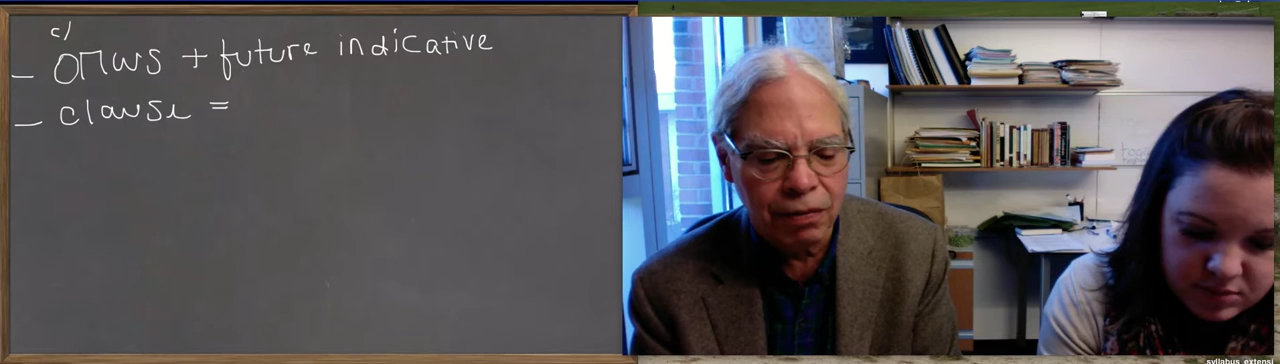 – ὅπως + future indicative
– clause =
syllabus_extensi